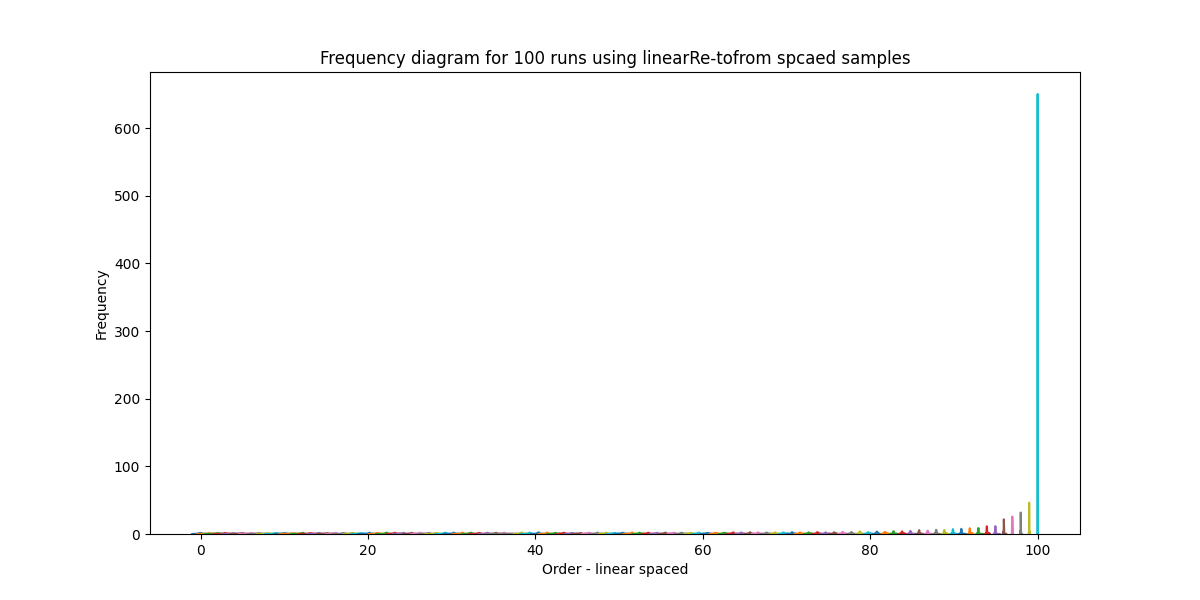 Frequency diagram for 100 runs using linearRe-tofrom spcaed samples
600
500
400
300
200
100
0
Frequency
0 20 40 60 80 100
Order - linear spaced